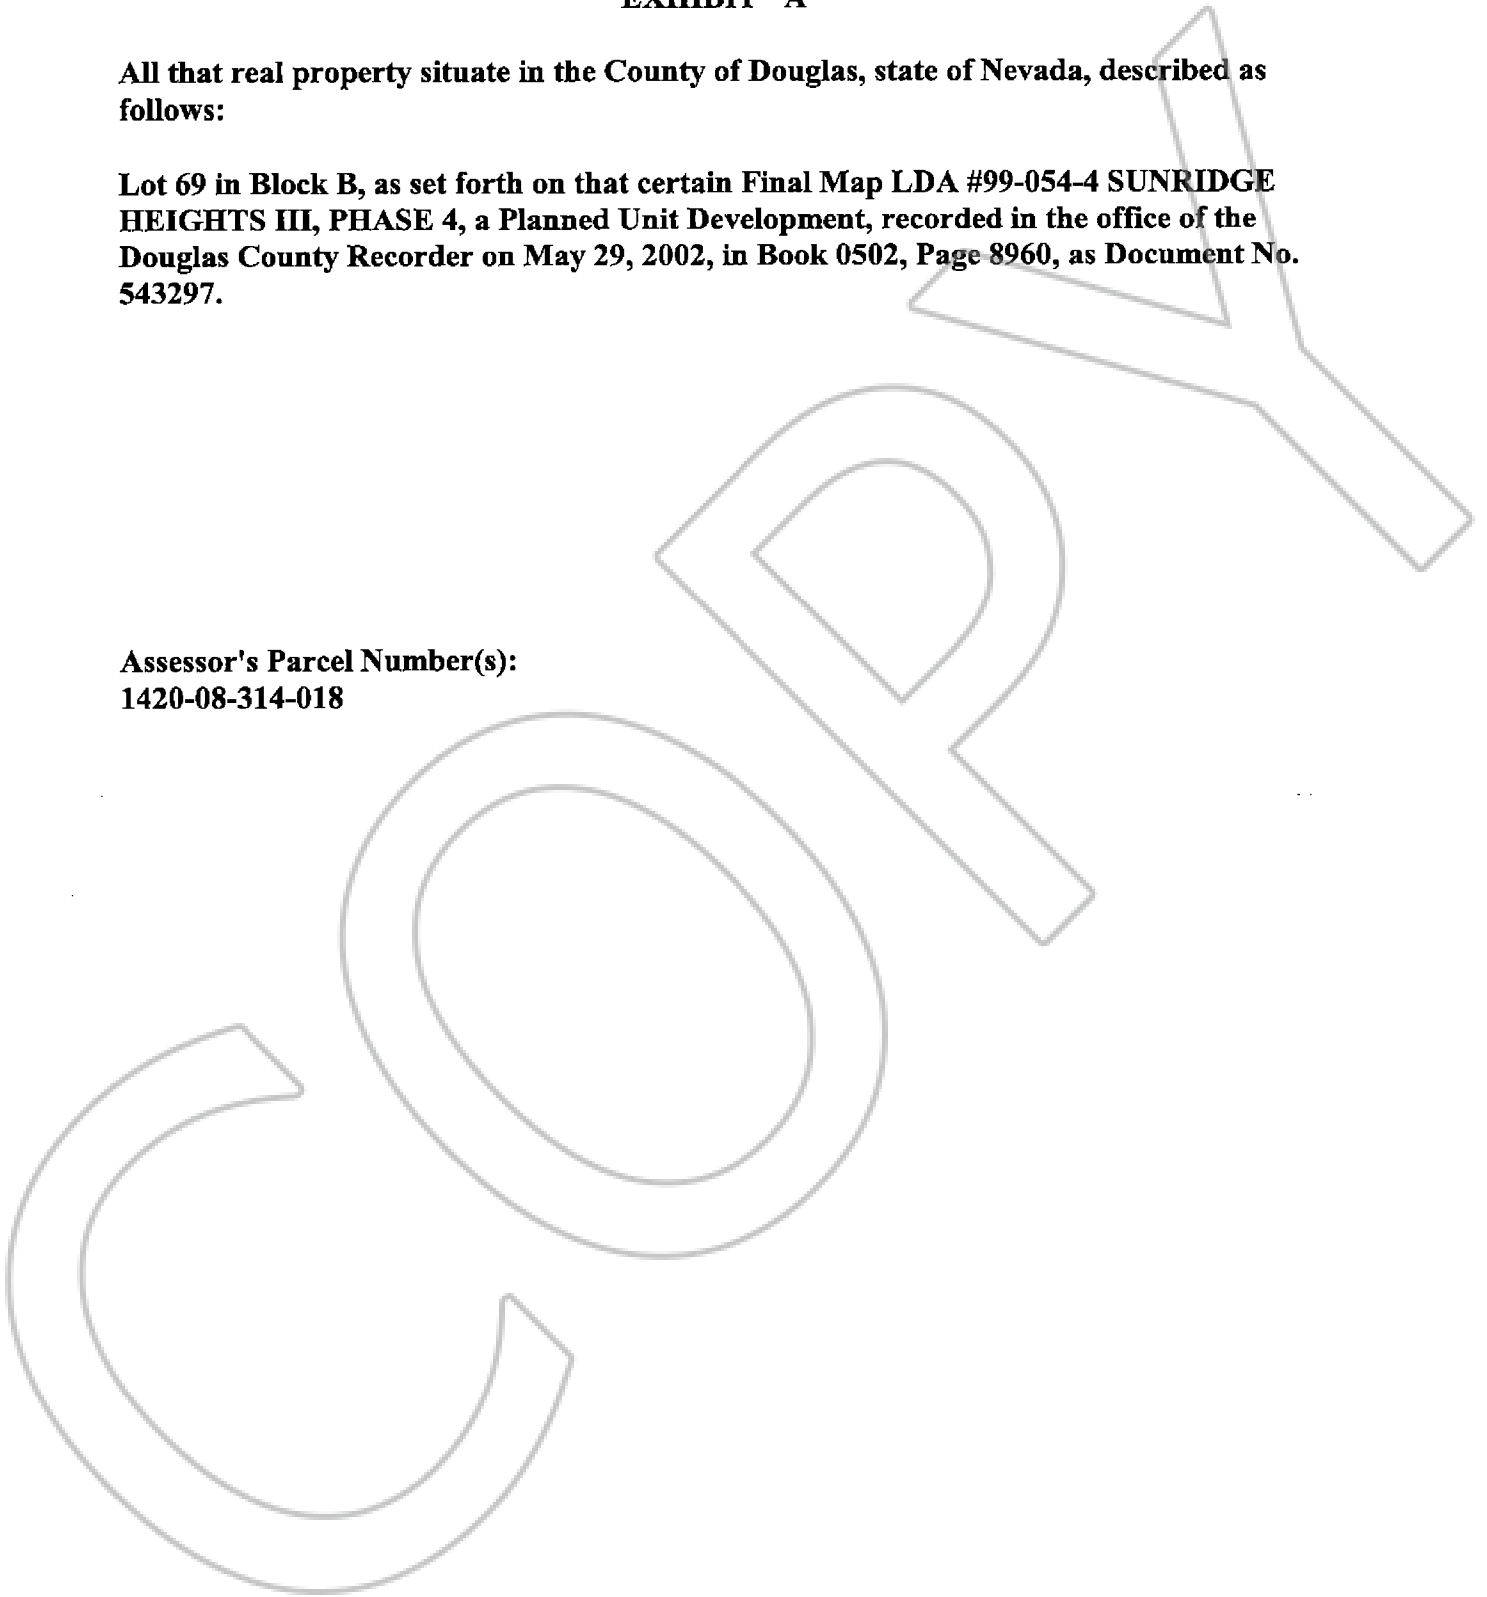 EXHIBIT "A"
All that real property situate in the County of Douglas, state of Nevada, described as
follows:
Lot 69 in Block B, as set forth on that certain Final Map LDA #99-054-4 SUNRIDGE
HEIGHTS III, PHASE 4, a Planned Unit Development, recorded in the office of the
Douglas County Recorder on May 29, 2002, in Book 0502, Page 8960, as Document No.
543297.
Assessor's Parcel Number(s):
1420-08-314-018
COPY